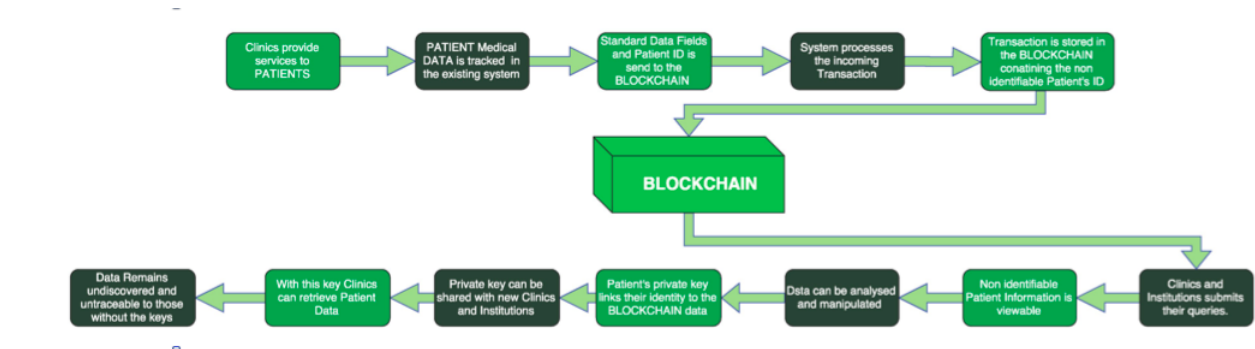 Clinics provide
services to
PATIENTS
PATIENT Medical
DATA is tracked in
the existing system
Standard Data Fields
and Patient ID is
send to the
BLOCKCHAIN
System processes
the incoming
Transaction
Transaction is stored in
the BLOCKCHAIN
conatining the non
identifiable Patient's ID
BLOCKCHAIN
Clinics and
Institutions submits
their queries.
Non identifiable
Patient Information is
viewable
Dsta can be analysed
and manipulated
Patient's private key
links their identity to the
BLOCKCHAIN data
Private key can be
shared with new Clinics
and Institutions
With this key Clinics
can retrieve Patient
Data
Data Remains
undiscovered and
untraceable to those
without the keys